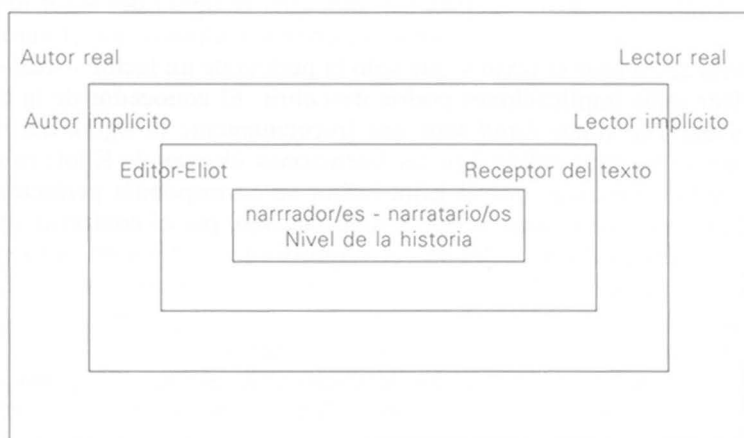 Autor real Lector real
Autor implícito Lector implícito
Editor-Eliot Receptor del texto
narrrador/es - narratario/os
Nivel de la historia